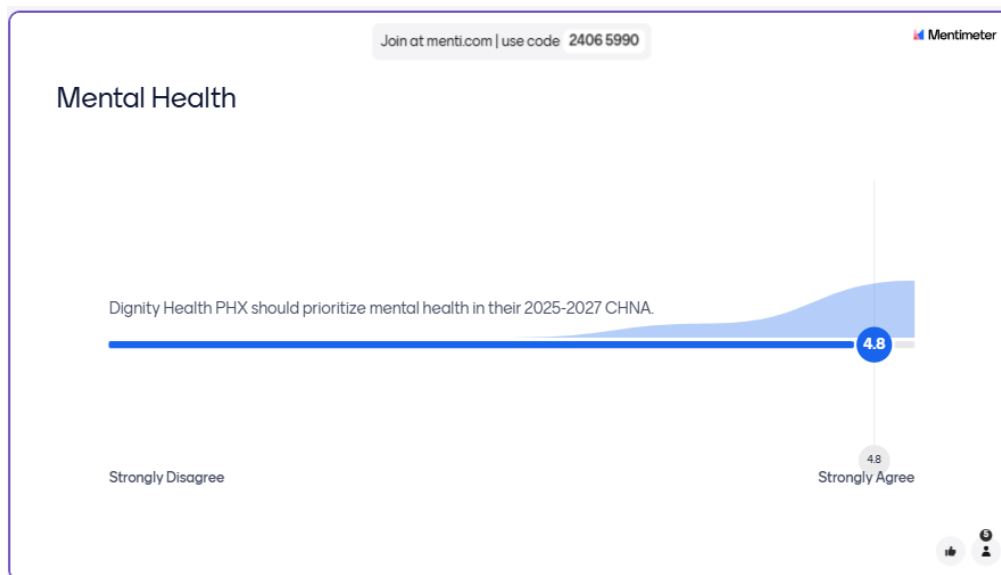 Join at menti.com | use code 2406 5990
Mentimeter
Mental Health
Dignity Health PHX should prioritize mental health in their 2025-2027 CHNA.
4.8
4.8
Strongly Disagree
Strongly Agree
5